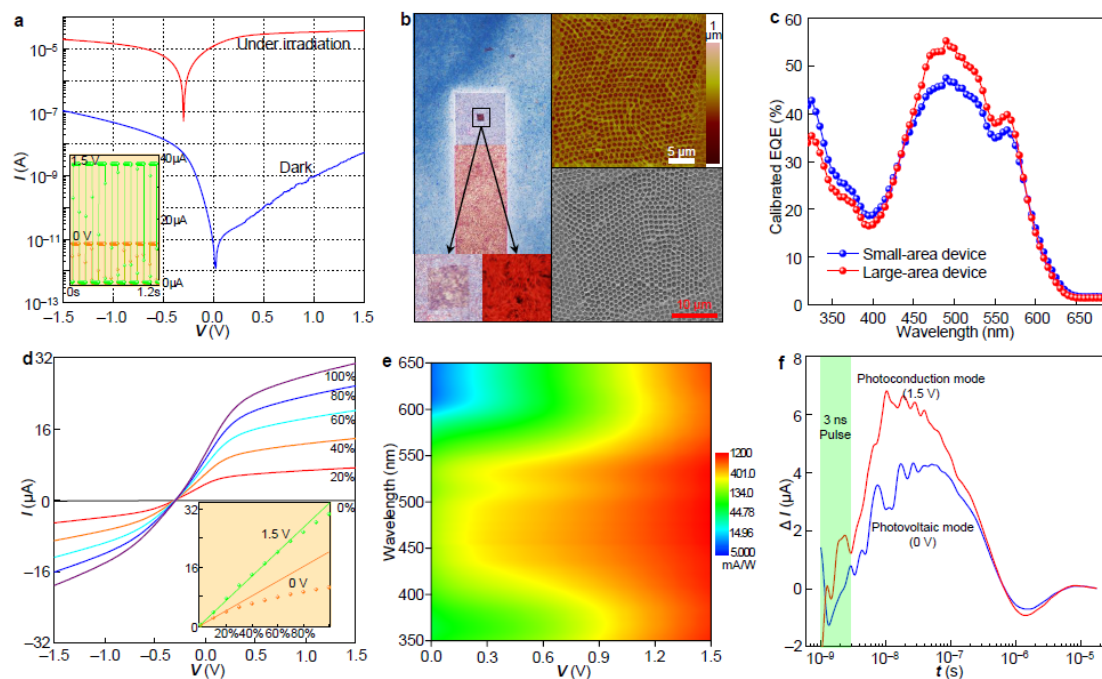 a
Under irradiation
Dark
10⁻⁵
10⁻⁷
10⁻⁹
10⁻¹¹
10⁻¹³
I (A)
–1.5 –1.0 –0.5 0.0 0.5 1.0 1.5
V (V)
1.5 V
0 V
40μA
20μA
0μA
0s 1.2s
b
1
μm
5 μm
10 μm
c
Calibrated EQE (%)
60
50
40
30
20
10
0
350 400 450 500 550 600 650
Wavelength (nm)
Small-area device
Large-area device
d
I (μA)
32
16
0
–16
–32
–1.5 –1.0 –0.5 0.0 0.5 1.0 1.5
V (V)
100%
80%
60%
40%
20%
0%
32
16
0
1.5 V
0 V
20%40%60%80%
e
Wavelength (nm)
650
600
550
500
450
400
350
0.0 0.3 0.6 0.9 1.2 1.5
V (V)
1200
401.0
134.0
44.78
14.96
5.000
mA/W
f
Δ I (μA)
8
6
4
2
0
–2
3 ns
Pulse
Photoconduction mode
(1.5 V)
Photovoltaic mode
(0 V)
10⁻⁹ 10⁻⁸ 10⁻⁷ 10⁻⁶ 10⁻⁵
t (s)